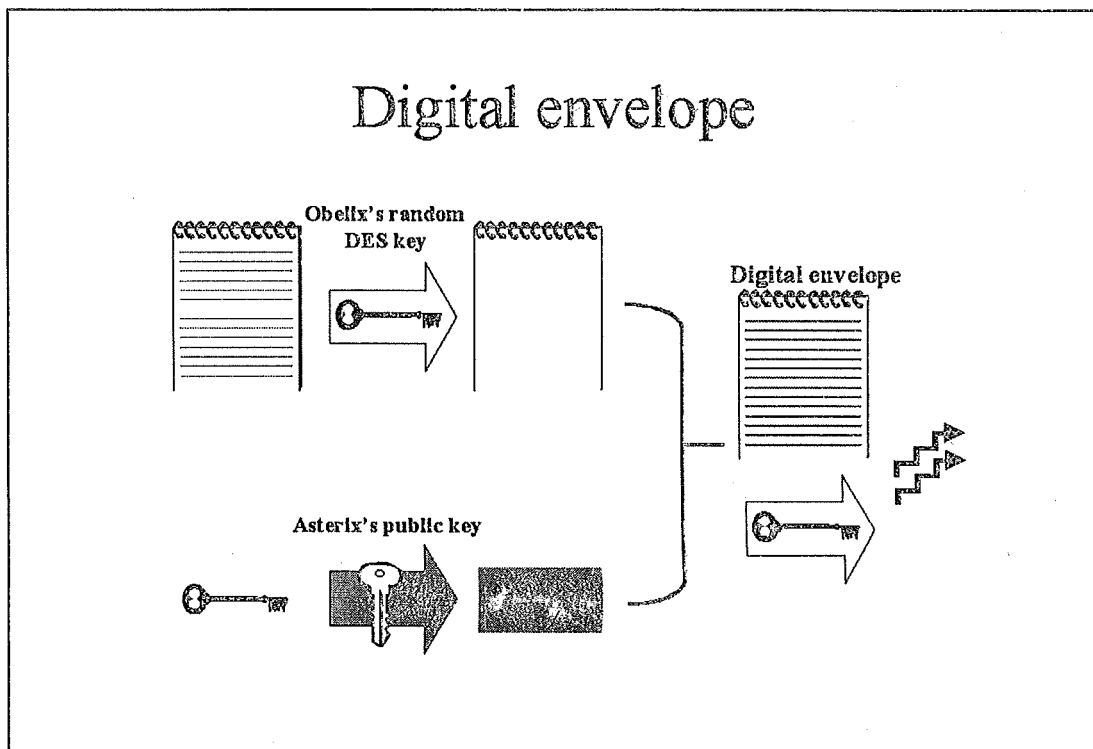 Digital envelope
Obelix's random
DES key
Digital envelope
Asterix's public key